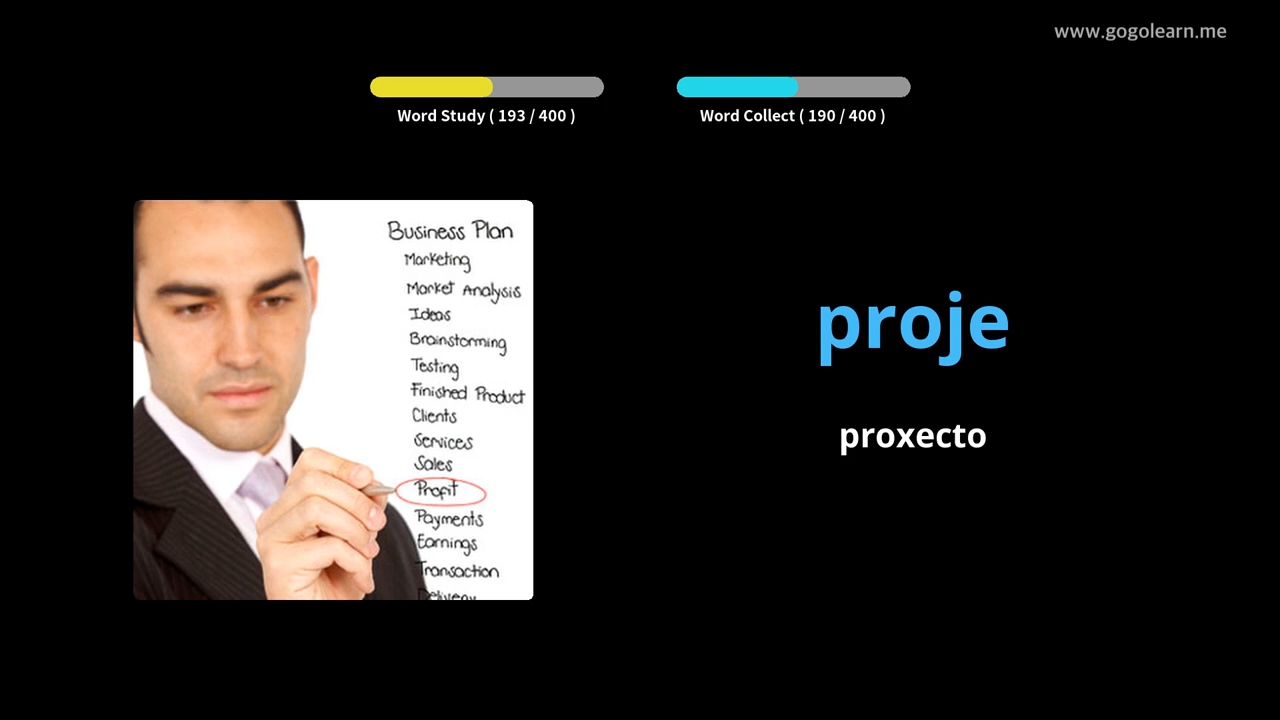 www.gogolearn.me
Word Study ( 193 / 400 )
Word Collect ( 190 / 400 )
Business Plan
Marketing
Market Analysis
Ideas
Brainstorming
Testing
Finished Product
Clients
Services
Sales
Profit
Payments
Earnings
Transaction
Delivery
proje
proxecto